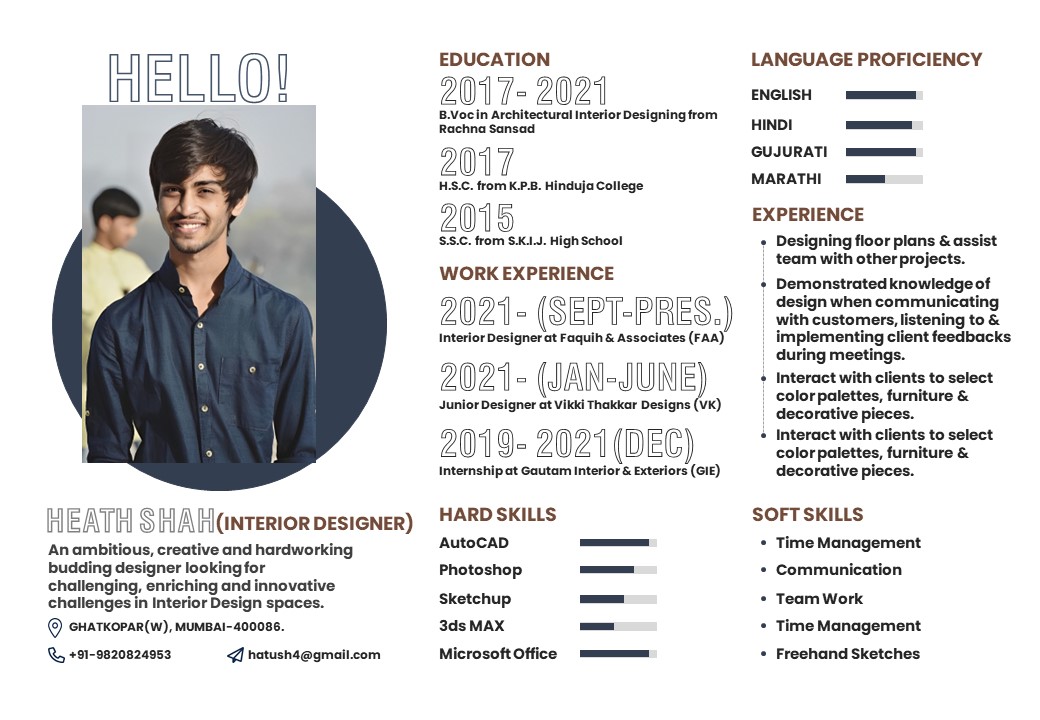 HELLO!
HEATH SHAH(INTERIOR DESIGNER)
An ambitious, creative and hardworking
budding designer looking for
challenging, enriching and innovative
challenges in Interior Design spaces.
GHATKOPAR(W), MUMBAI-400086.
+91-9820824953
hatush4@gmail.com
EDUCATION
2017- 2021
B.Voc in Architectural Interior Designing from
Rachna Sansad
2017
H.S.C. from K.P.B. Hinduja College
2015
S.S.C. from S.K.I.J. High School
WORK EXPERIENCE
2021- (SEPT-PRES.)
Interior Designer at Faquih & Associates (FAA)
2021- (JAN-JUNE)
Junior Designer at Vikki Thakkar Designs (VK)
2019- 2021(DEC)
Internship at Gautam Interior & Exteriors (GIE)
HARD SKILLS
AutoCAD
Photoshop
Sketchup
3ds MAX
Microsoft Office
LANGUAGE PROFICIENCY
ENGLISH
HINDI
GUJURATI
MARATHI
EXPERIENCE
• Designing floor plans & assist
team with other projects.
• Demonstrated knowledge of
design when communicating
with customers, listening to &
implementing client feedbacks
during meetings.
• Interact with clients to select
color palettes, furniture &
decorative pieces.
• Interact with clients to select
color palettes, furniture &
decorative pieces.
SOFT SKILLS
• Time Management
• Communication
• Team Work
• Time Management
• Freehand Sketches